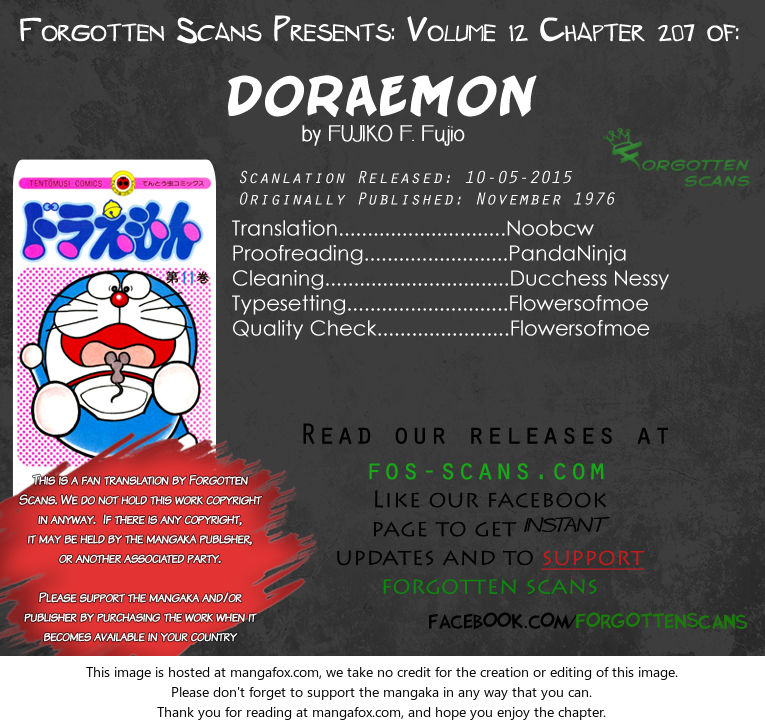 Forgotten Scans Presents: Volume 12 Chapter 207 of:
DORAEMON
by FUJIKO F. Fujio
FORGOTTEN
SCANS
Scanlation Released: 10-05-2015
Originally Published: November 1976
TENTOMUSI COMICS てんとう虫コミックス
ドラえもん
第11巻
Translation.............................Noobcw
Proofreading.........................PandaNinja
Cleaning................................Ducchess Nessy
Typesetting............................Flowersofmoe
Quality Check.......................Flowersofmoe
Read our releases at
fos-scans.com
Like our facebook
page to get INSTANT
updates and to support
forgotten scans
facebook.com/forgottenscans
This is a fan translation by Forgotten
Scans. We do not hold this work copyright
in anyway. If there is any copyright,
it may be held by the mangaka publsher,
or another associated party.
Please support the mangaka and/or
publisher by purchasing the work when it
becomes available in your country
This image is hosted at mangafox.com, we take no credit for the creation or editing of this image.
Please don't forget to support the mangaka in any way that you can.
Thank you for reading at mangafox.com, and hope you enjoy the chapter.